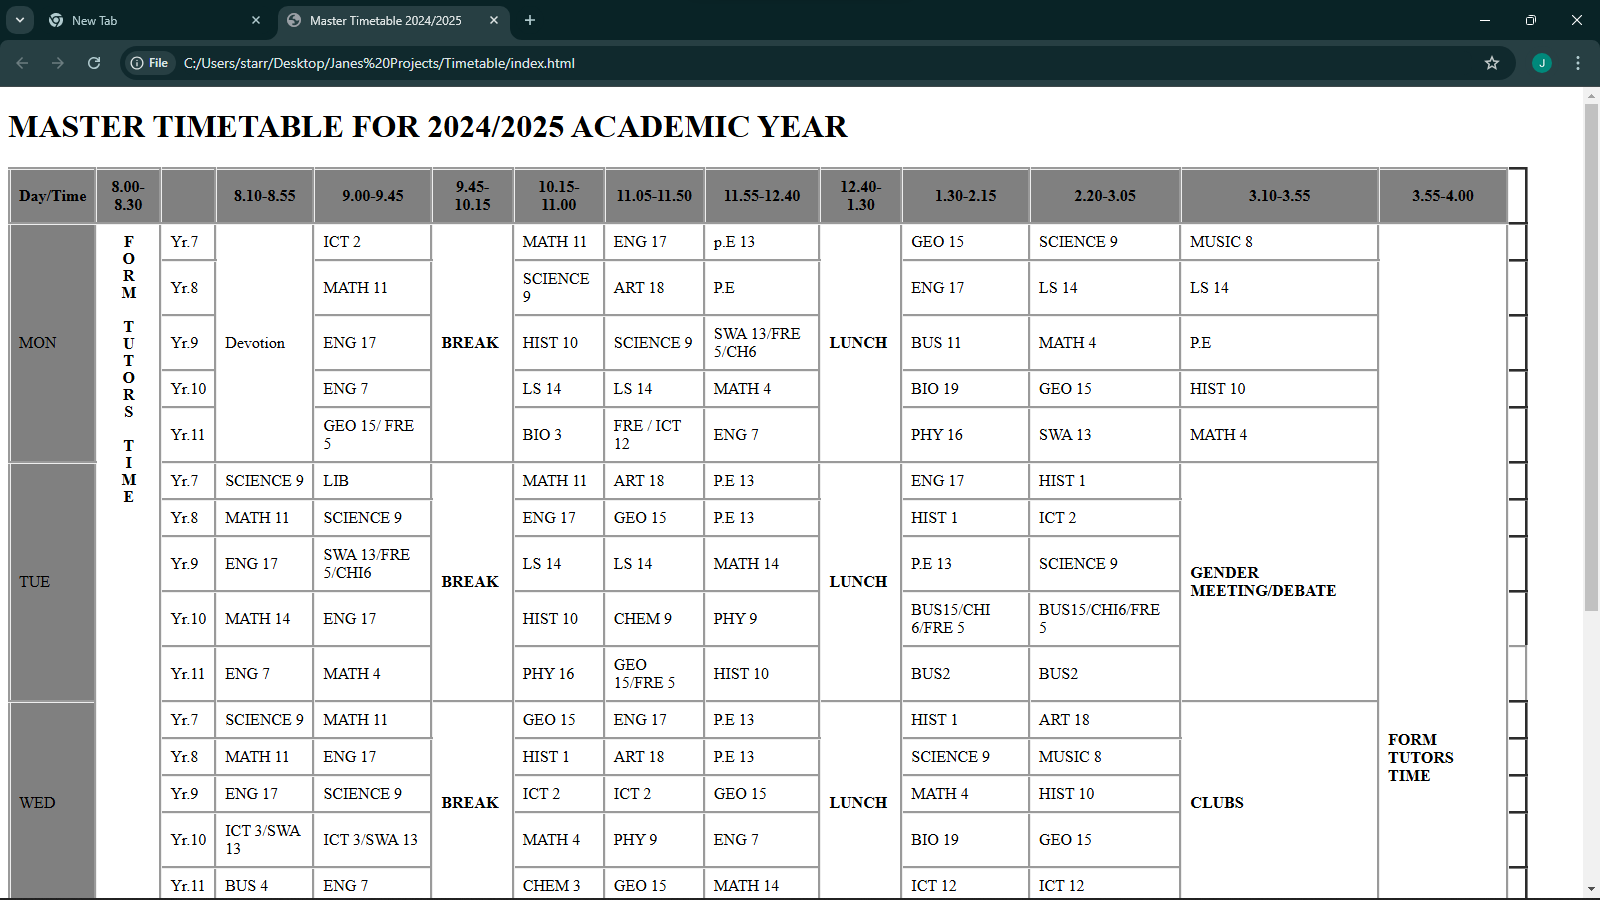 New Tab
Master Timetable 2024/2025
File
C:/Users/starr/Desktop/Janes%20Projects/Timetable/index.html
J
MASTER TIMETABLE FOR 2024/2025 ACADEMIC YEAR
Day/Time 8.00-8.30 8.10-8.55 9.00-9.45 9.45-10.15 10.15-11.00 11.05-11.50 11.55-12.40 12.40-1.30 1.30-2.15 2.20-3.05 3.10-3.55 3.55-4.00
MON
FORM TUTORS TIME
Yr.7 ICT 2 MATH 11 ENG 17 p.E 13 GEO 15 SCIENCE 9 MUSIC 8
Yr.8 MATH 11 SCIENCE 9 ART 18 P.E ENG 17 LS 14 LS 14
Yr.9 Devotion ENG 17 BREAK HIST 10 SCIENCE 9 SWA 13/FRE 5/CH6 LUNCH BUS 11 MATH 4 P.E
Yr.10 ENG 7 LS 14 LS 14 MATH 4 BIO 19 GEO 15 HIST 10
Yr.11 GEO 15/ FRE 5 BIO 3 FRE / ICT 12 ENG 7 PHY 16 SWA 13 MATH 4
TUE
Yr.7 SCIENCE 9 LIB MATH 11 ART 18 P.E 13 ENG 17 HIST 1
Yr.8 MATH 11 SCIENCE 9 ENG 17 GEO 15 P.E 13 HIST 1 ICT 2
Yr.9 ENG 17 SWA 13/FRE 5/CHI6 BREAK LS 14 LS 14 MATH 14 LUNCH P.E 13 SCIENCE 9 GENDER MEETING/DEBATE
Yr.10 MATH 14 ENG 17 HIST 10 CHEM 9 PHY 9 BUS15/CHI 6/FRE 5 BUS15/CHI6/FRE 5
Yr.11 ENG 7 MATH 4 PHY 16 GEO 15/FRE 5 HIST 10 BUS2 BUS2
WED
Yr.7 SCIENCE 9 MATH 11 GEO 15 ENG 17 P.E 13 HIST 1 ART 18
Yr.8 MATH 11 ENG 17 HIST 1 ART 18 P.E 13 SCIENCE 9 MUSIC 8 FORM TUTORS TIME
Yr.9 ENG 17 SCIENCE 9 BREAK ICT 2 ICT 2 GEO 15 LUNCH MATH 4 HIST 10 CLUBS
Yr.10 ICT 3/SWA 13 ICT 3/SWA 13 MATH 4 PHY 9 ENG 7 BIO 19 GEO 15
Yr.11 BUS 4 ENG 7 CHEM 3 GEO 15 MATH 14 ICT 12 ICT 12